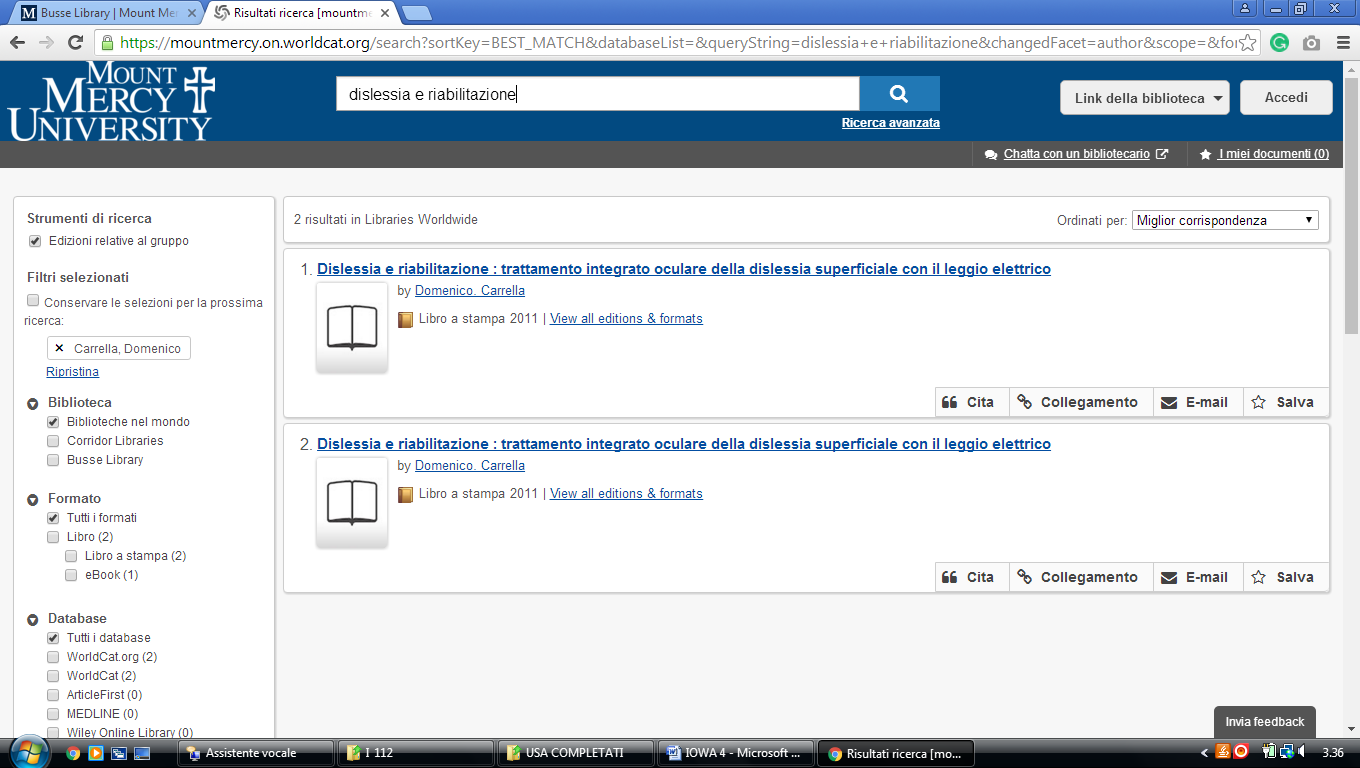 Busse Library | Mount Mer
Risultati ricerca [mountme
https://mountmercy.on.worldcat.org/search?sortKey=BEST_MATCH&databaseList=&queryString=dislessia+e+riabilitazione&changedFacet=author&scope=&for
MOUNT
MERCY
UNIVERSITY
dislessia e riabilitazione
Ricerca avanzata
Link della biblioteca
Accedi
Chatta con un bibliotecario
I miei documenti (0)
Strumenti di ricerca
Edizioni relative al gruppo
Filtri selezionati
Conservare le selezioni per la prossima
ricerca:
Carrella, Domenico
Ripristina
Biblioteca
Biblioteche nel mondo
Corridor Libraries
Busse Library
Formato
Tutti i formati
Libro (2)
Libro a stampa (2)
eBook (1)
Database
Tutti i database
WorldCat.org (2)
WorldCat (2)
ArticleFirst (0)
MEDLINE (0)
Wiley Online Library (0)
2 risultati in Libraries Worldwide
Ordinati per: Miglior corrispondenza
1. Dislessia e riabilitazione : trattamento integrato oculare della dislessia superficiale con il leggio elettrico
by Domenico. Carrella
Libro a stampa 2011 | View all editions & formats
Cita Collegamento E-mail Salva
2. Dislessia e riabilitazione : trattamento integrato oculare della dislessia superficiale con il leggio elettrico
by Domenico. Carrella
Libro a stampa 2011 | View all editions & formats
Cita Collegamento E-mail Salva
Invia feedback
Assistente vocale
I 112
USA COMPLETATI
IOWA 4 - Microsoft ...
Risultati ricerca [mo...
3.36